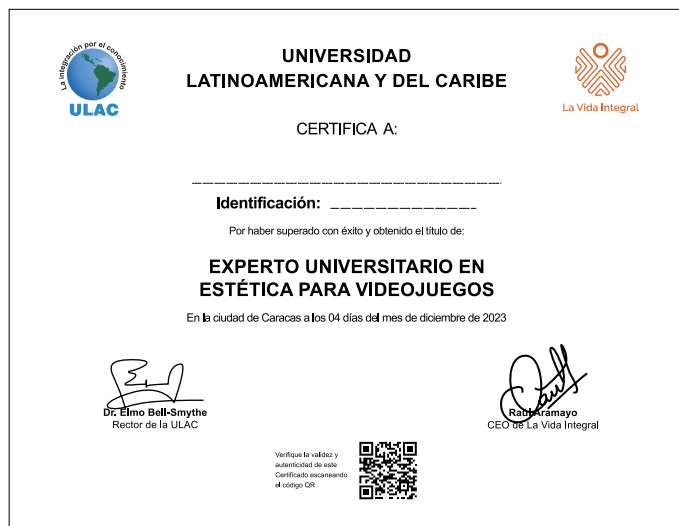 La integración por el conocimiento
ULAC
UNIVERSIDAD
LATINOAMERICANA Y DEL CARIBE
La Vida Integral
CERTIFICA A:
Identificación:
Por haber superado con éxito y obtenido el título de:
EXPERTO UNIVERSITARIO EN
ESTÉTICA PARA VIDEOJUEGOS
En la ciudad de Caracas a los 04 días del mes de diciembre de 2023
Dr. Elmo Bell-Smythe
Rector de la ULAC
Raúl Aramayo
CEO de La Vida Integral
Verifique la validez y
autenticidad de este
Certificado escaneando
el código QR